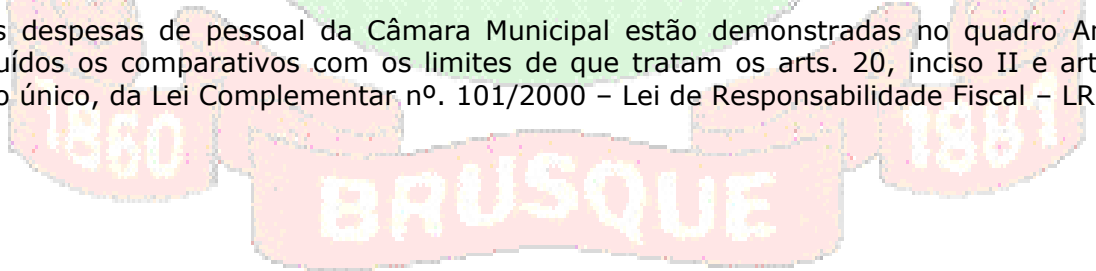 s despesas de pessoal da Câmara Municipal estão demonstradas no quadro An
uídos os comparativos com os limites de que tratam os arts. 20, inciso II e art
o único, da Lei Complementar nº. 101/2000 – Lei de Responsabilidade Fiscal – LR
1860
1881
BRUSQUE